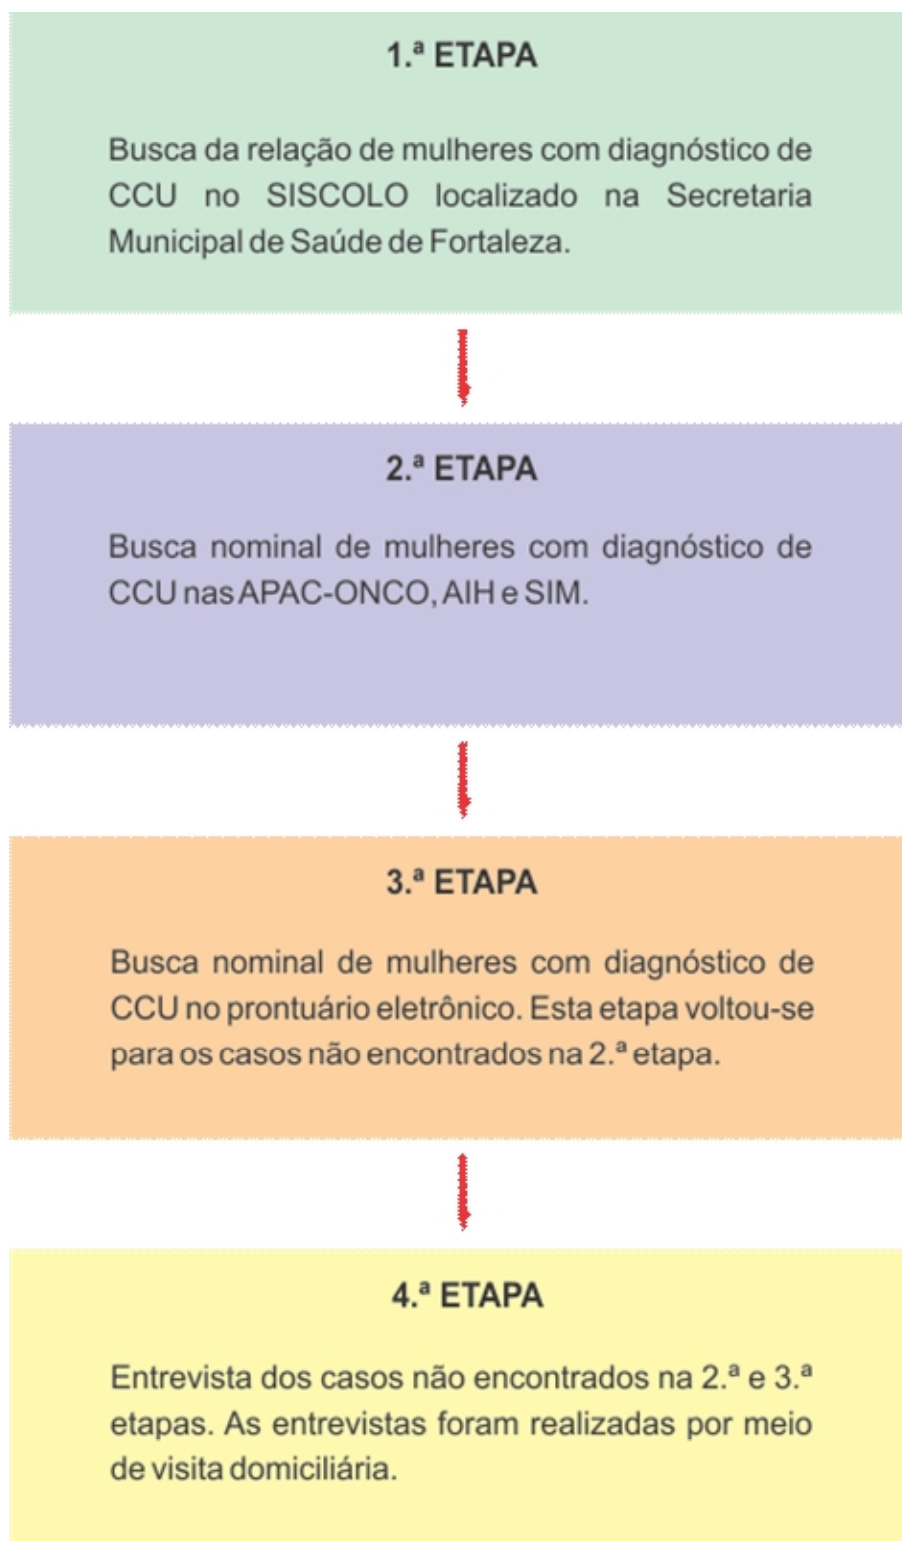 1.ª ETAPA
Busca da relação de mulheres com diagnóstico de
CCU no SISCOLO localizado na Secretaria
Municipal de Saúde de Fortaleza.
2.ª ETAPA
Busca nominal de mulheres com diagnóstico de
CCU nas APAC-ONCO, AIH e SIM.
3.ª ETAPA
Busca nominal de mulheres com diagnóstico de
CCU no prontuário eletrônico. Esta etapa voltou-se
para os casos não encontrados na 2.ª etapa.
4.ª ETAPA
Entrevista dos casos não encontrados na 2.ª e 3.ª
etapas. As entrevistas foram realizadas por meio
de visita domiciliária.